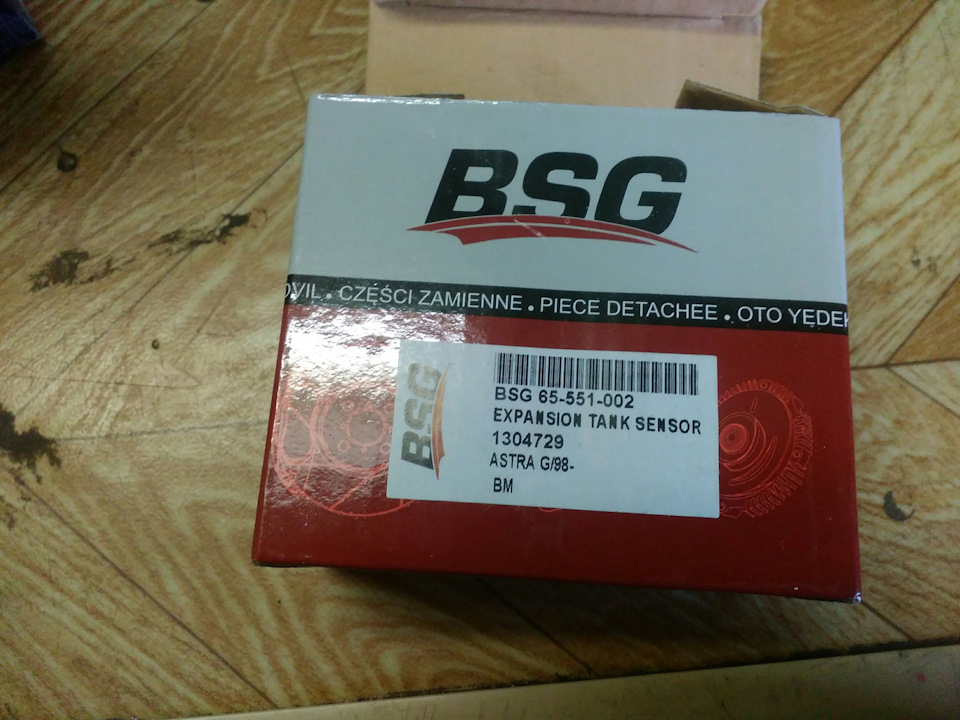 BSG
OVIL • CZĘŚCI ZAMIENNE • PIECE DETACHEE • OTO YEDEK
BSG
BSG 65-551-002
EXPANSION TANK SENSOR
1304729
ASTRA G/98-
BM